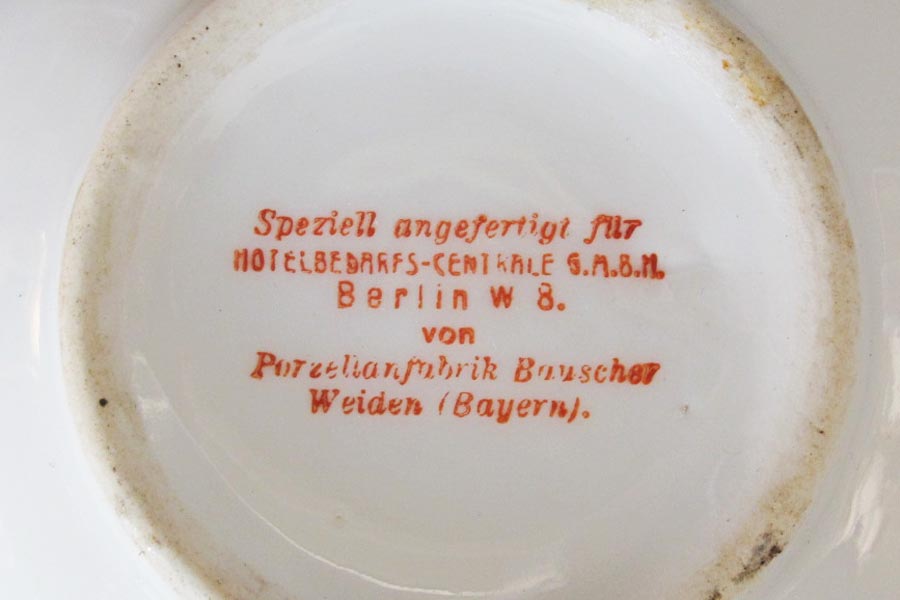 Speziell angefertigt für
HOTELBEDARFS-CENTRALE G.M.B.H.
Berlin W 8.
von
Porzellanfabrik Bauscher
Weiden (Bayern).